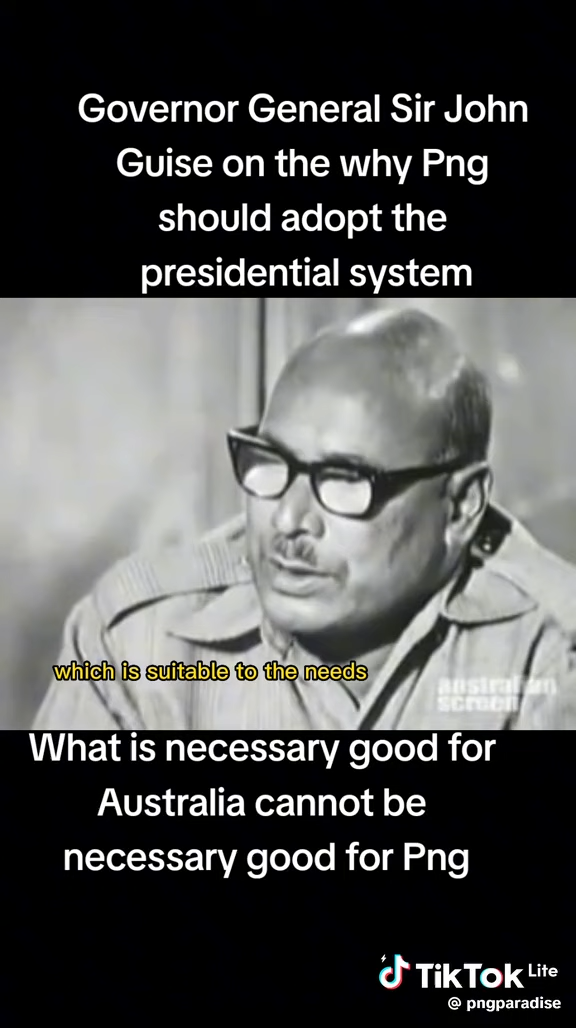 Governor General Sir John
Guise on the why Png
should adopt the
presidential system
which is suitable to the needs
australian
screen
What is necessary good for
Australia cannot be
necessary good for Png
TikTok Lite
@ pngparadise